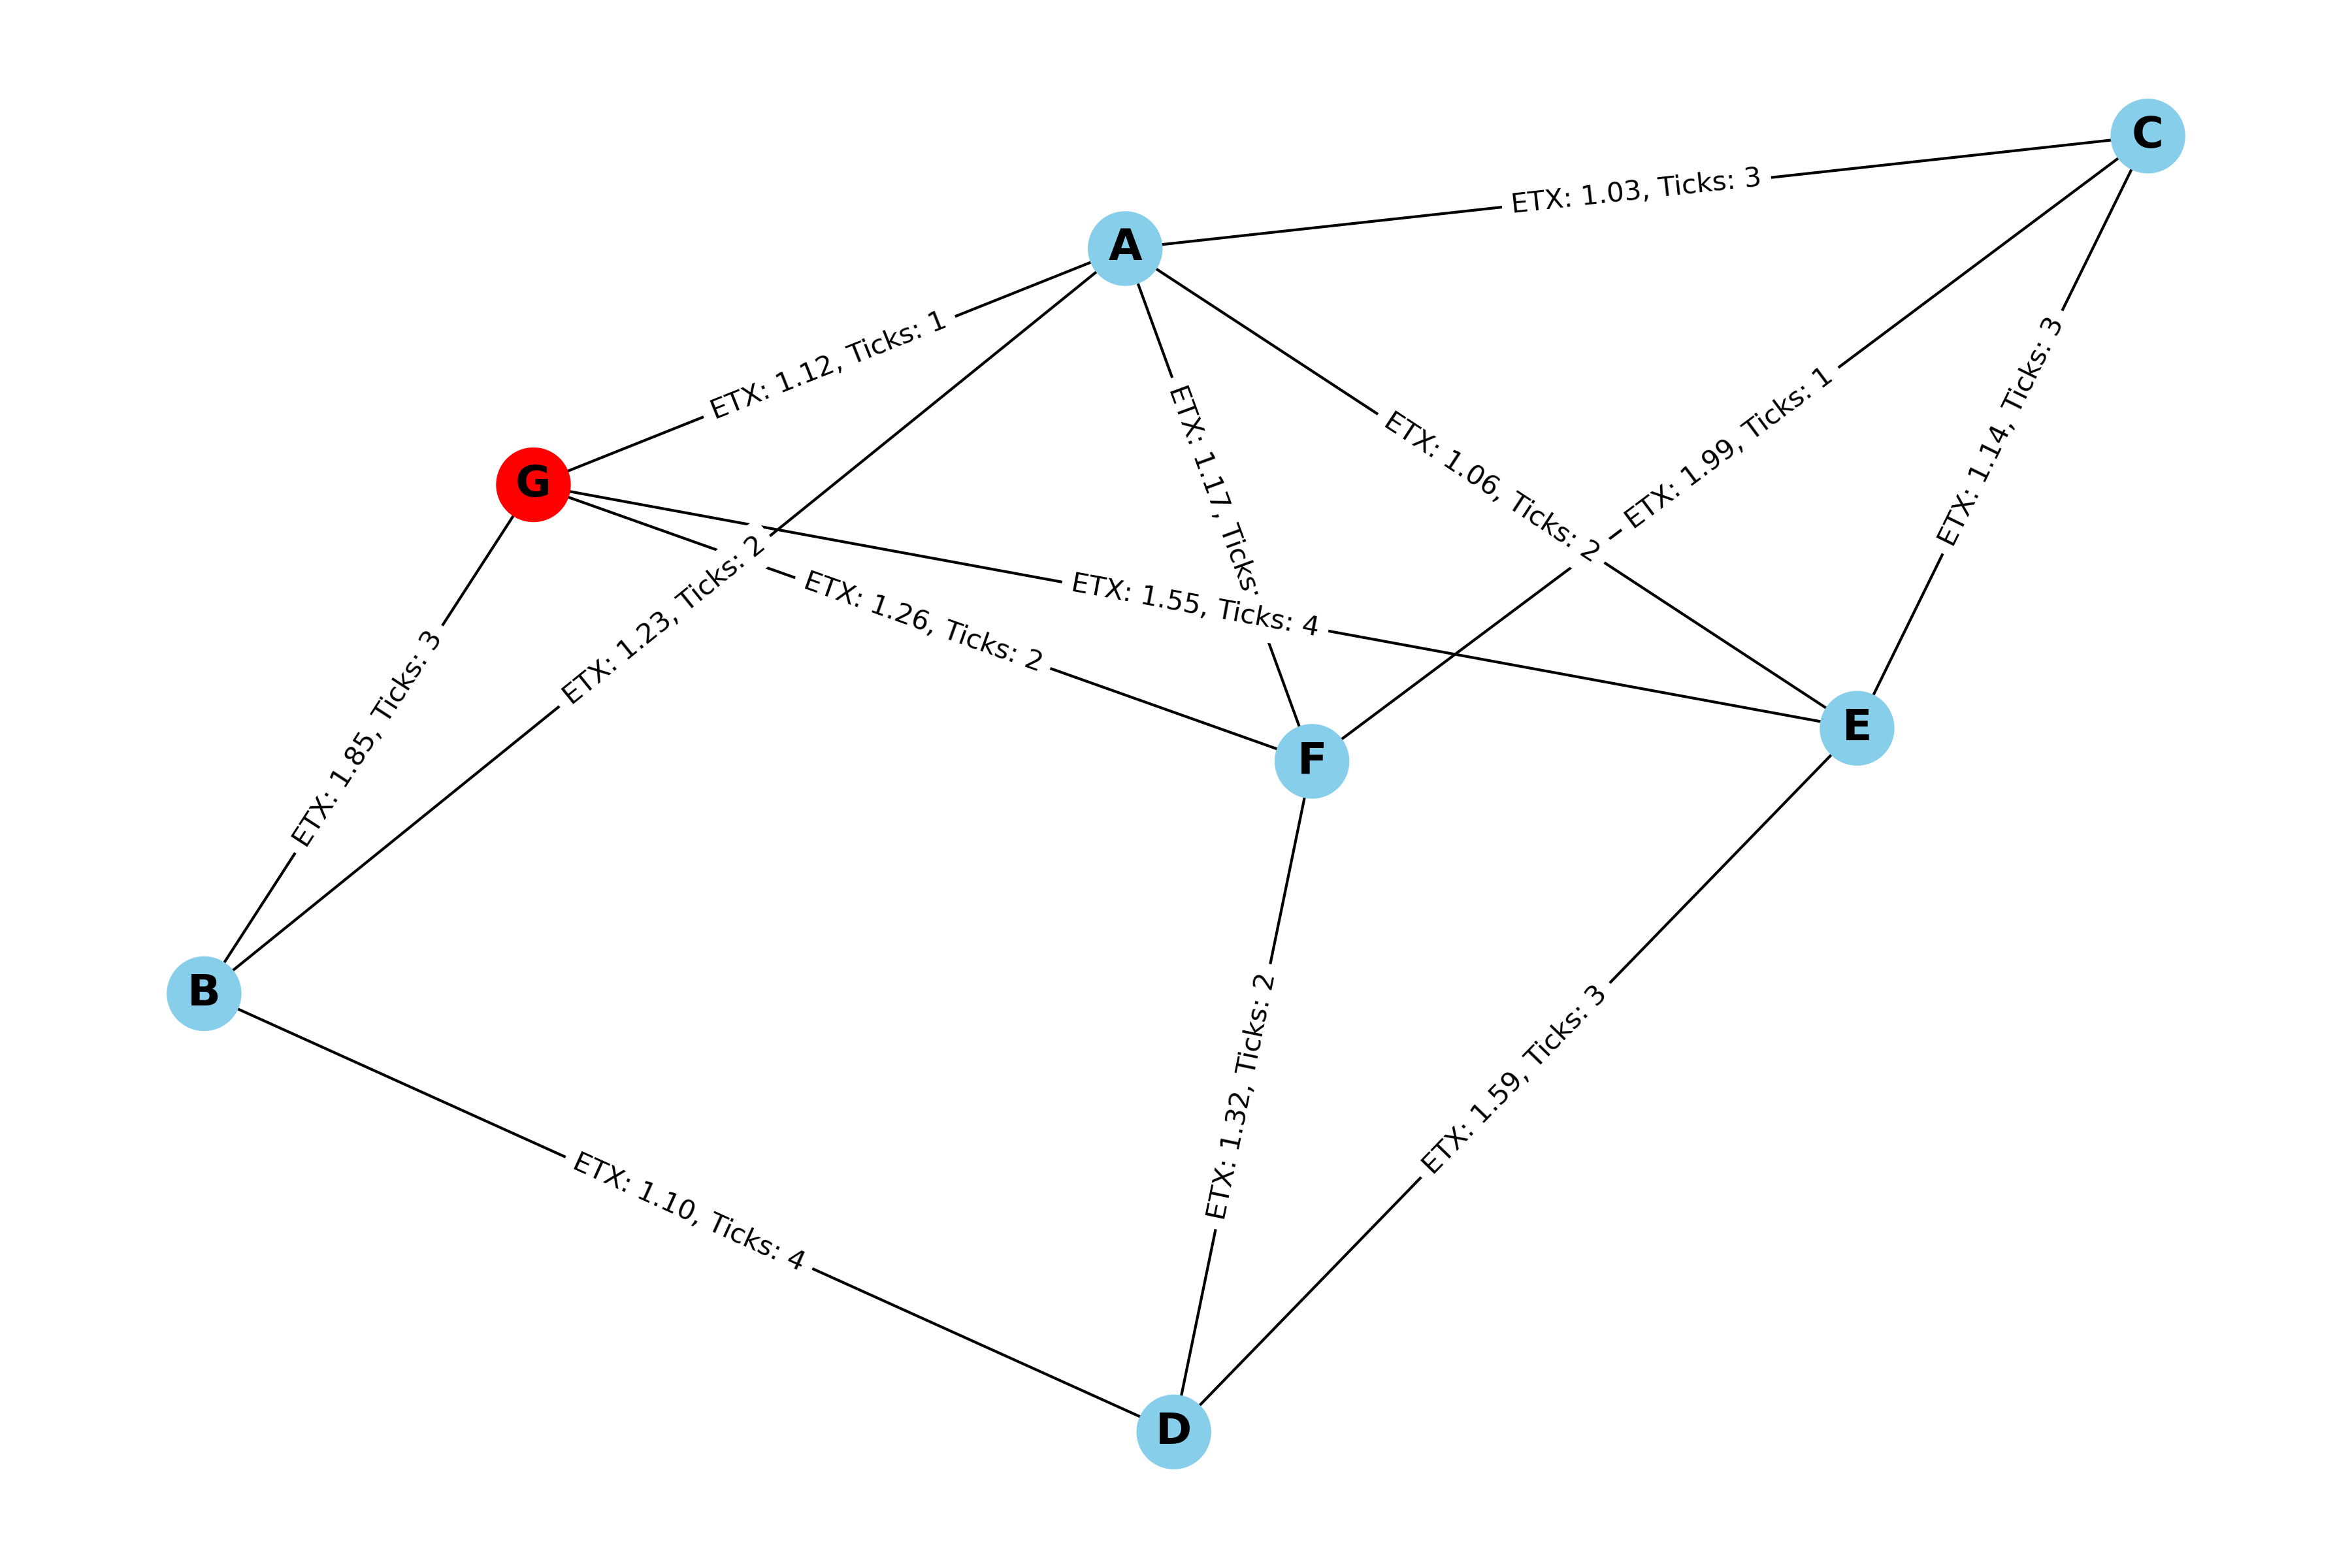 C
ETX: 1.03, Ticks: 3
A
ETX: 1.12, Ticks: 1
ETX: 1.99, Ticks: 1
ETX: 1.14, Ticks: 3
ETX: 1.17, Ticks:
ETX: 1.06, Ticks: 2
G
ETX: 1.55, Ticks: 4
ETX: 1.23, Ticks: 2
ETX: 1.26, Ticks: 2
ETX: 1.85, Ticks: 3
E
F
B
ETX: 1.32, Ticks: 2
ETX: 1.59, Ticks: 3
ETX: 1.10, Ticks: 4
D